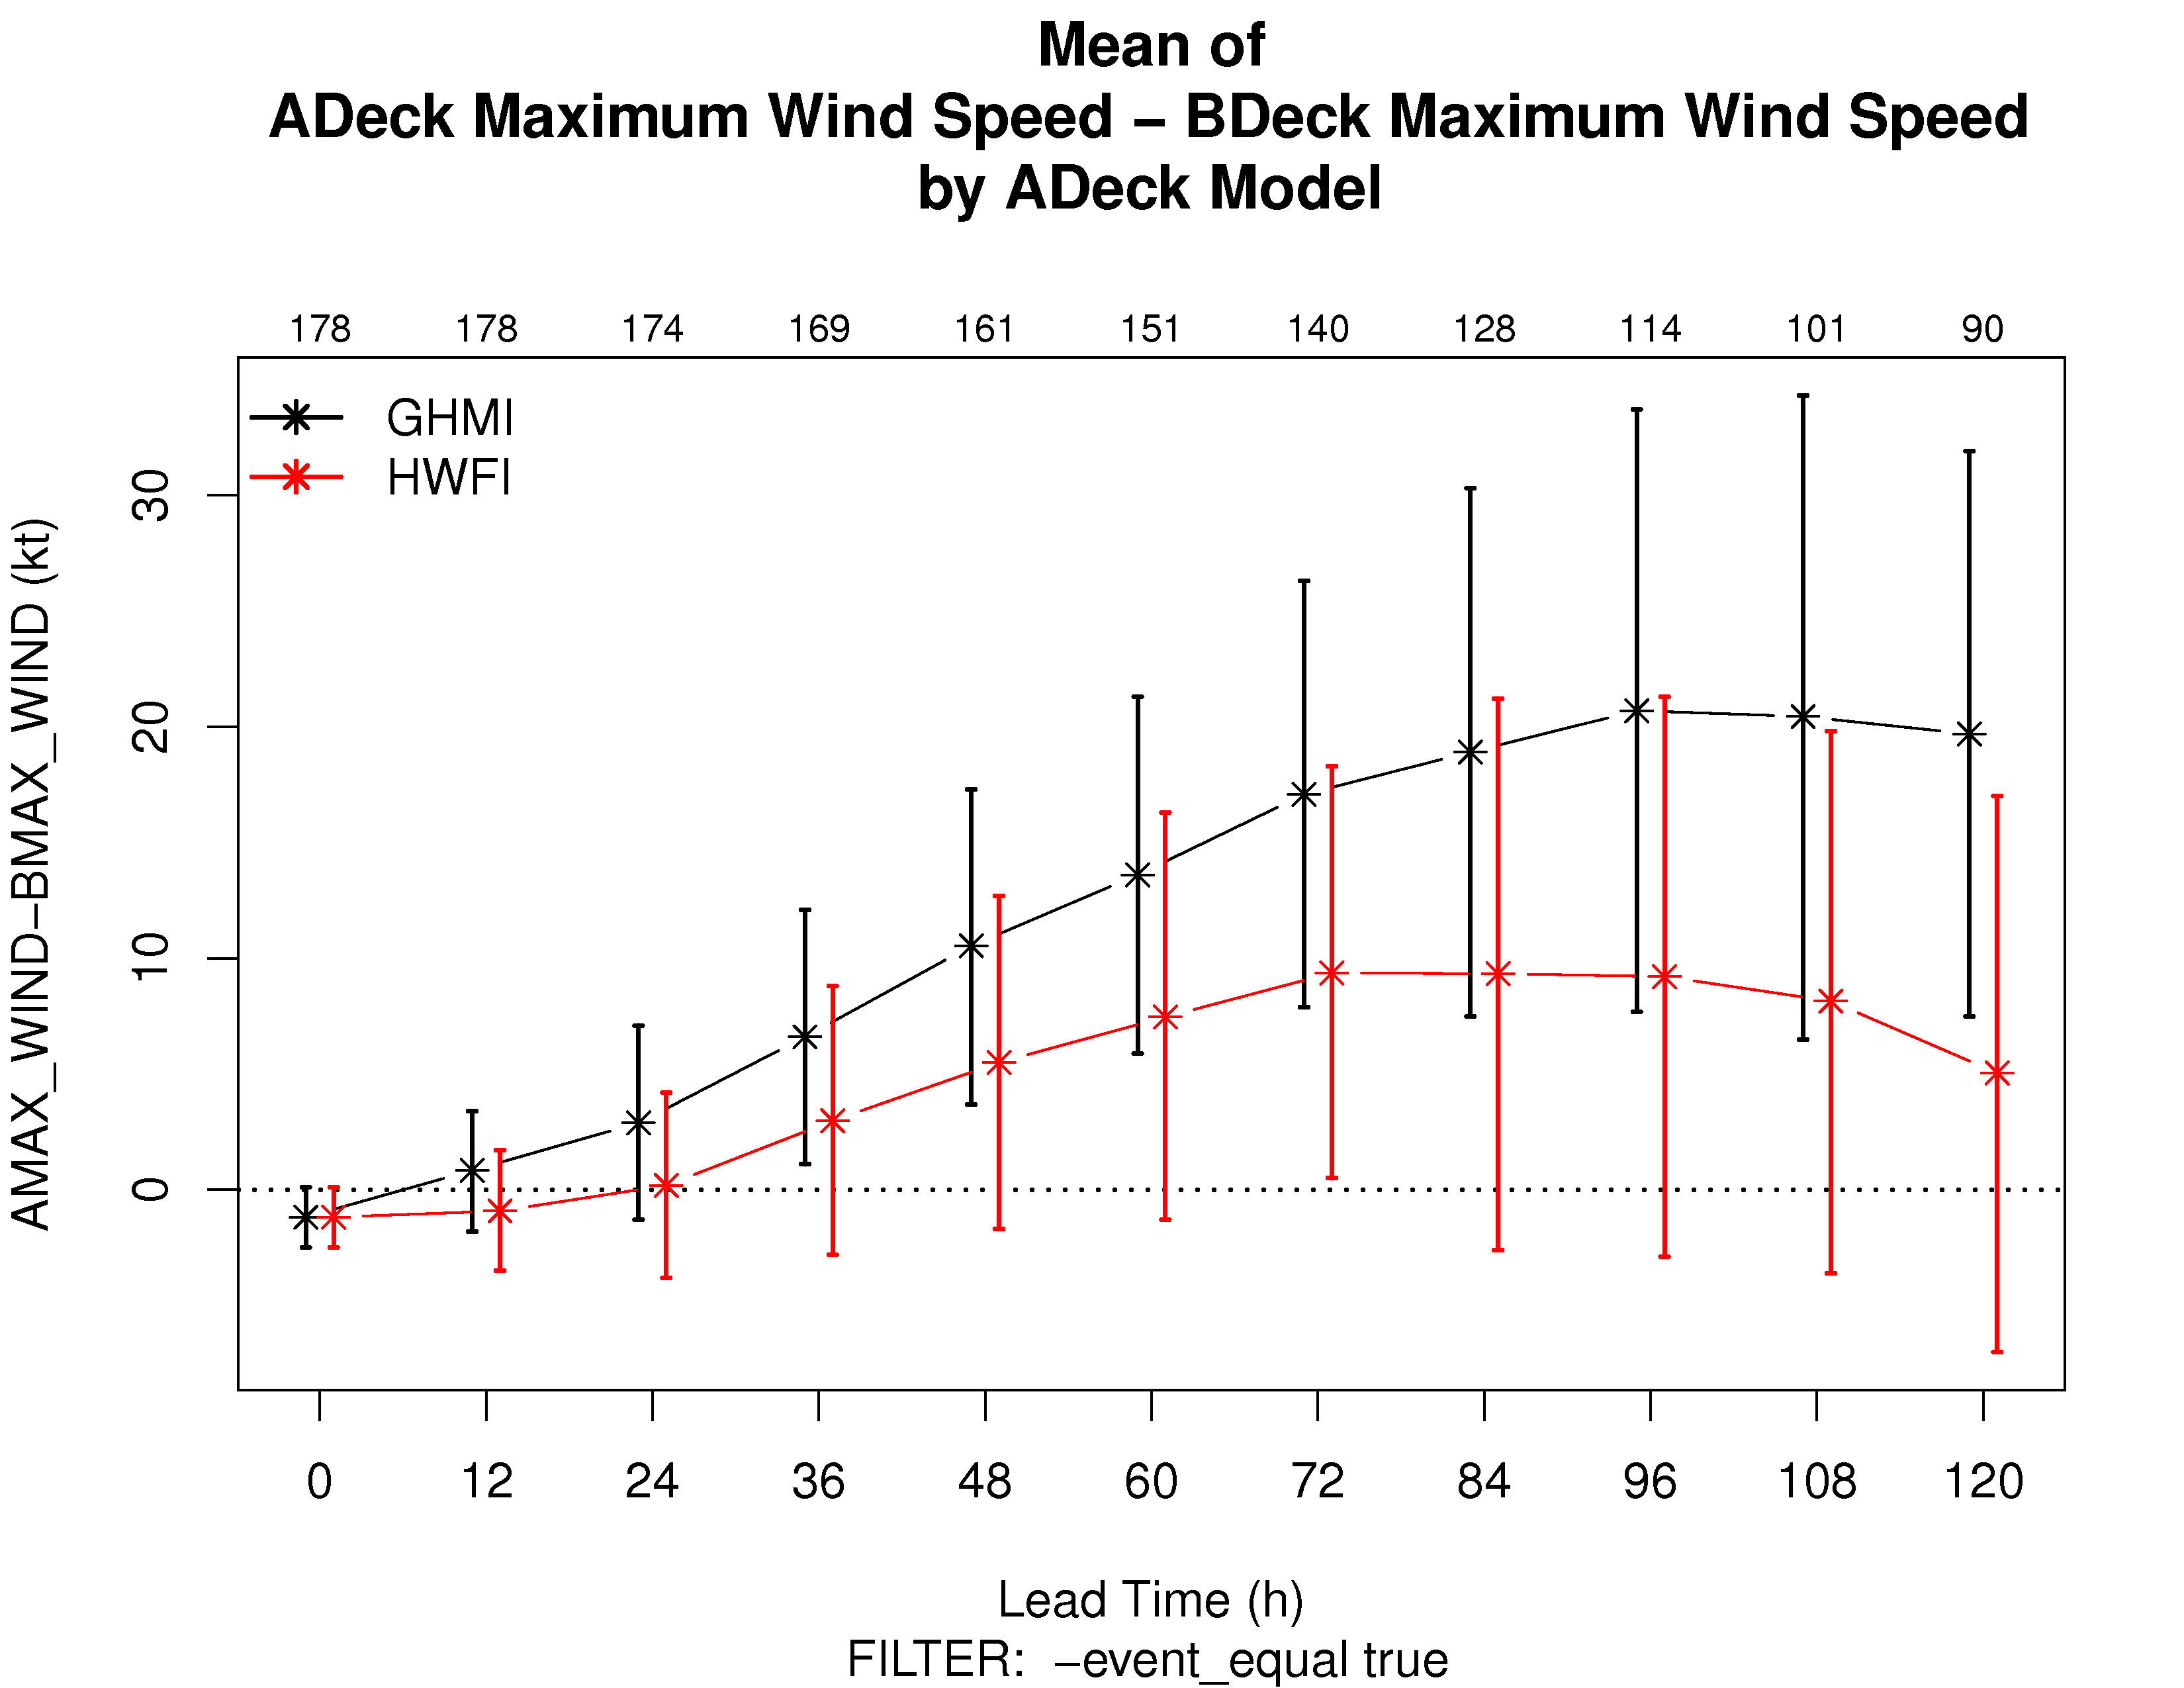 Mean of
ADeck Maximum Wind Speed − BDeck Maximum Wind Speed
by ADeck Model
178 178 174 169 161 151 140 128 114 101 90
GHMI
HWFI
30
20
10
0
AMAX_WIND−BMAX_WIND (kt)
0 12 24 36 48 60 72 84 96 108 120
Lead Time (h)
FILTER: −event_equal true